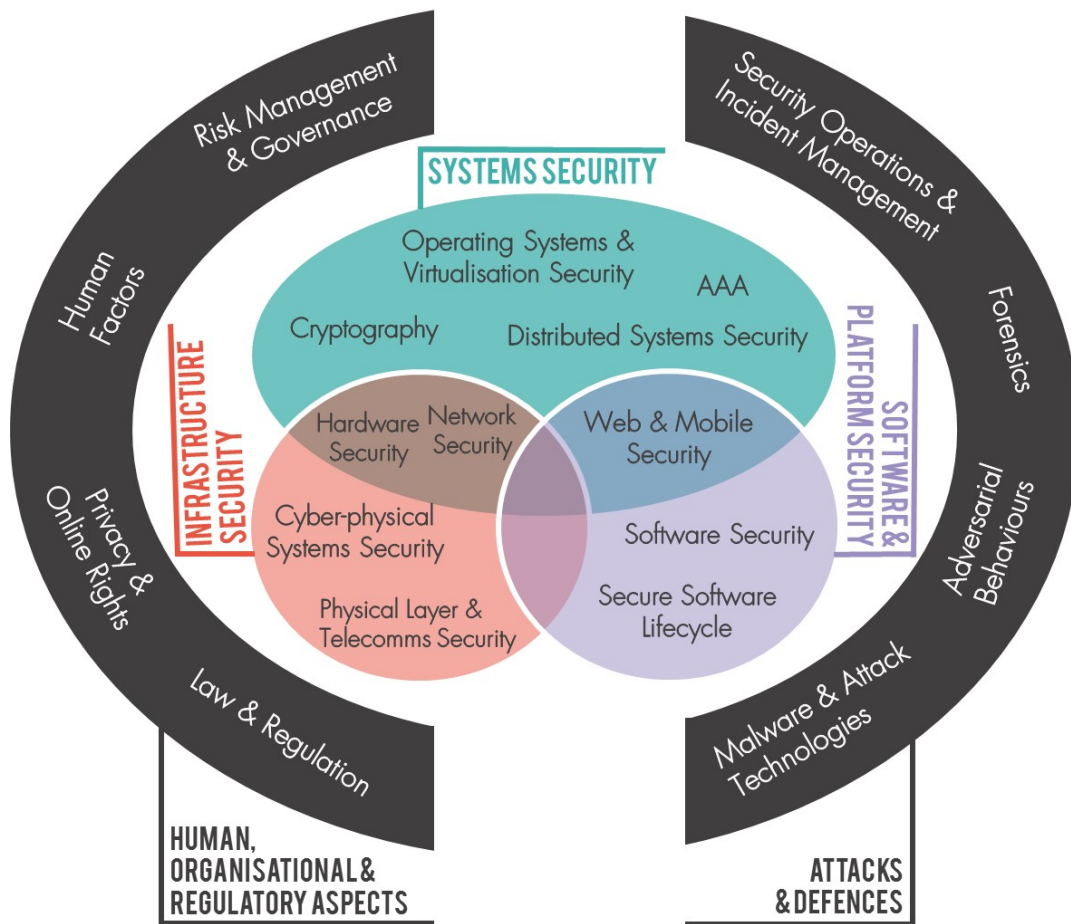 Risk Management
& Governance
Human
Factors
Privacy &
Online Rights
Law & Regulation
HUMAN,
ORGANISATIONAL &
REGULATORY ASPECTS
SYSTEMS SECURITY
Operating Systems &
Virtualisation Security
AAA
Cryptography
Distributed Systems Security
INFRASTRUCTURE
SECURITY
Hardware
Security
Network
Security
Cyber-physical
Systems Security
Physical Layer &
Telecomms Security
Web & Mobile
Security
Software Security
Secure Software
Lifecycle
SOFTWARE &
PLATFORM SECURITY
Security Operations &
Incident Management
Forensics
Adversarial
Behaviours
Malware & Attack
Technologies
ATTACKS
& DEFENCES